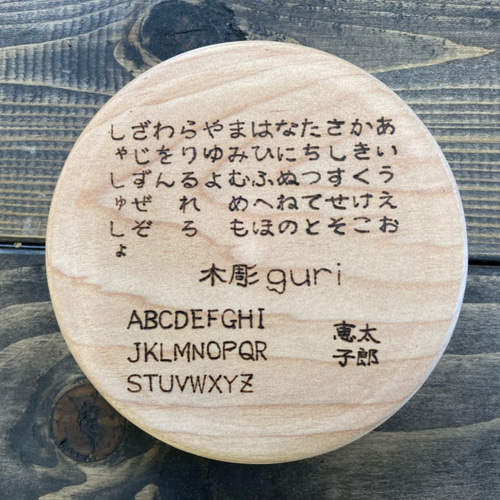 あいうえお
かきくけこ
さしすせそ
たちつてと
なにぬねの
はひふへほ
まみむめも
やゆよ
らりるれろ
わをん
ざじずぜぞ
しゃしゅしょ
木彫guri
ABCDEFGHI
JKLMNOPQR
STUVWXYZ
太郎
恵子